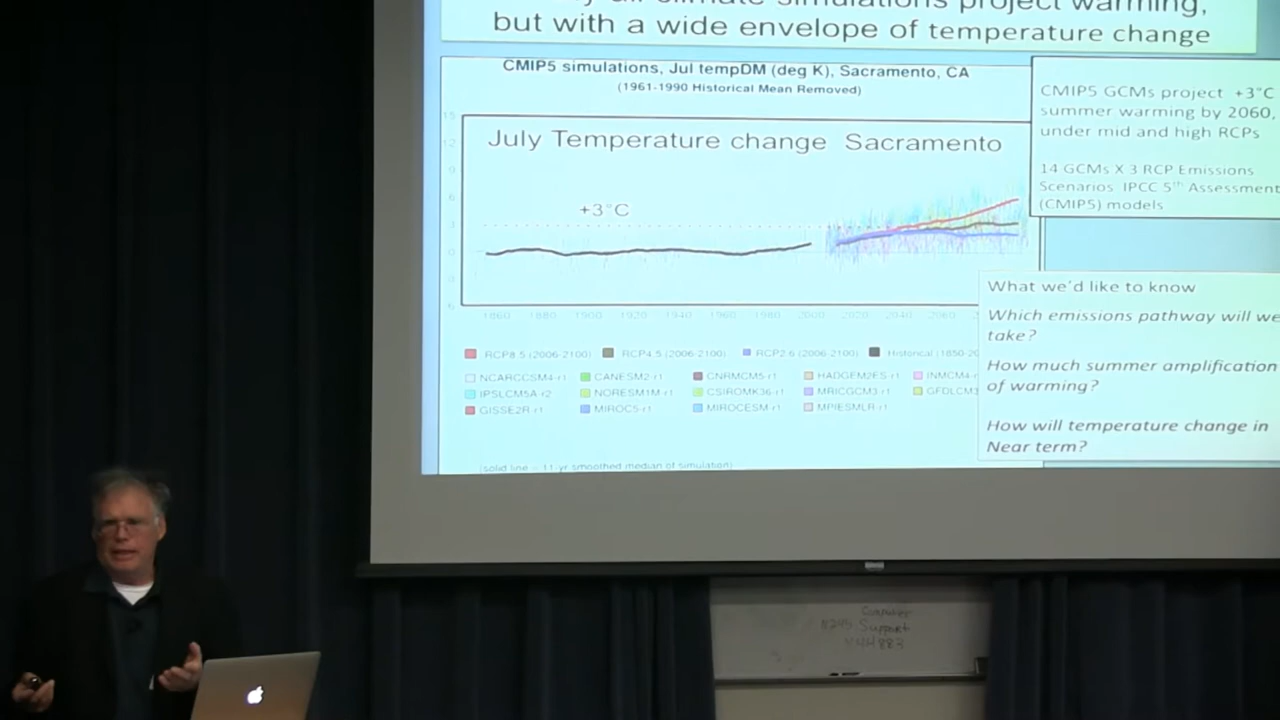 all climate simulations project warming,
but with a wide envelope of temperature change
CMIP5 simulations, Jul tempDM (deg K), Sacramento, CA
(1961-1990 Historical Mean Removed)
15
12
9
6
3
0
July Temperature change Sacramento
+3°C
1860 1880 1900 1920 1940 1960 1980 2000 2020 2040 2060
RCP8.5 (2006-2100) RCP4.5 (2006-2100) RCP2.6 (2006-2100) Historical (1850-20
NCARCCSM4-r1 CANESM2-r1 CNRMCM5-r1 HADGEM2ES-r1 INMCM4-r
IPSLCM5A-r2 NORESM1M-r1 CSIROMK36-r1 MRICGCM3-r1 GFDLCM3
GISSE2R-r1 MIROC5-r1 MIROCESM-r1 MPIESMLR-r1
(solid line = 11 yr smoothed median of simulation)
CMIP5 GCMs project +3°C
summer warming by 2060,
under mid and high RCPs
14 GCMs X 3 RCP Emissions
Scenarios IPCC 5th Assessment
(CMIP5) models
What we'd like to know
Which emissions pathway will we
take?
How much summer amplification
of warming?
How will temperature change in
Near term?
Computer
Support